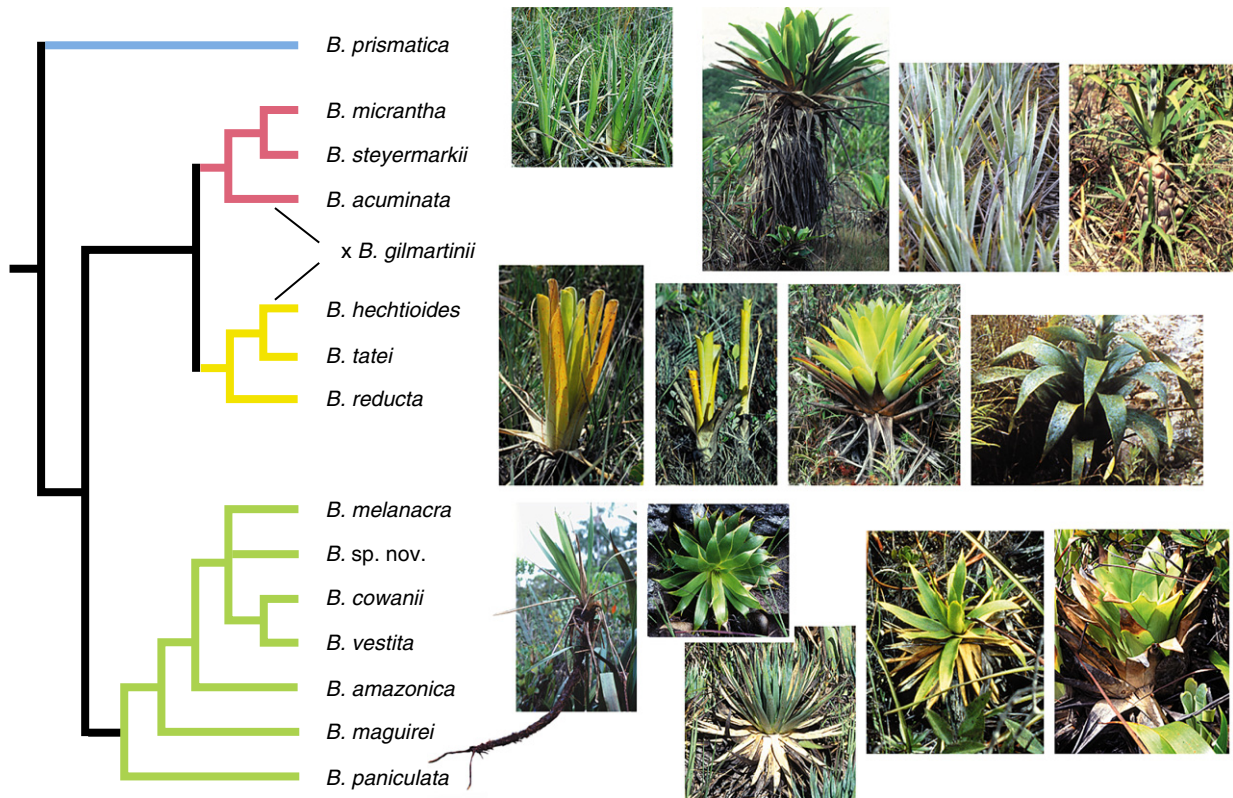 B. prismatica
B. micrantha
B. steyermarkii
B. acuminata
x B. gilmartinii
B. hechtioides
B. tatei
B. reducta
B. melanacra
B. sp. nov.
B. cowanii
B. vestita
B. amazonica
B. maguirei
B. paniculata